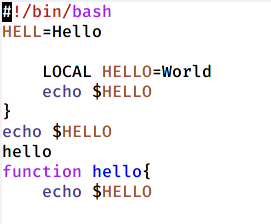 #!/bin/bash
HELL=Hello
LOCAL HELLO=World
echo $HELLO
}
echo $HELLO
hello
function hello{
echo $HELLO